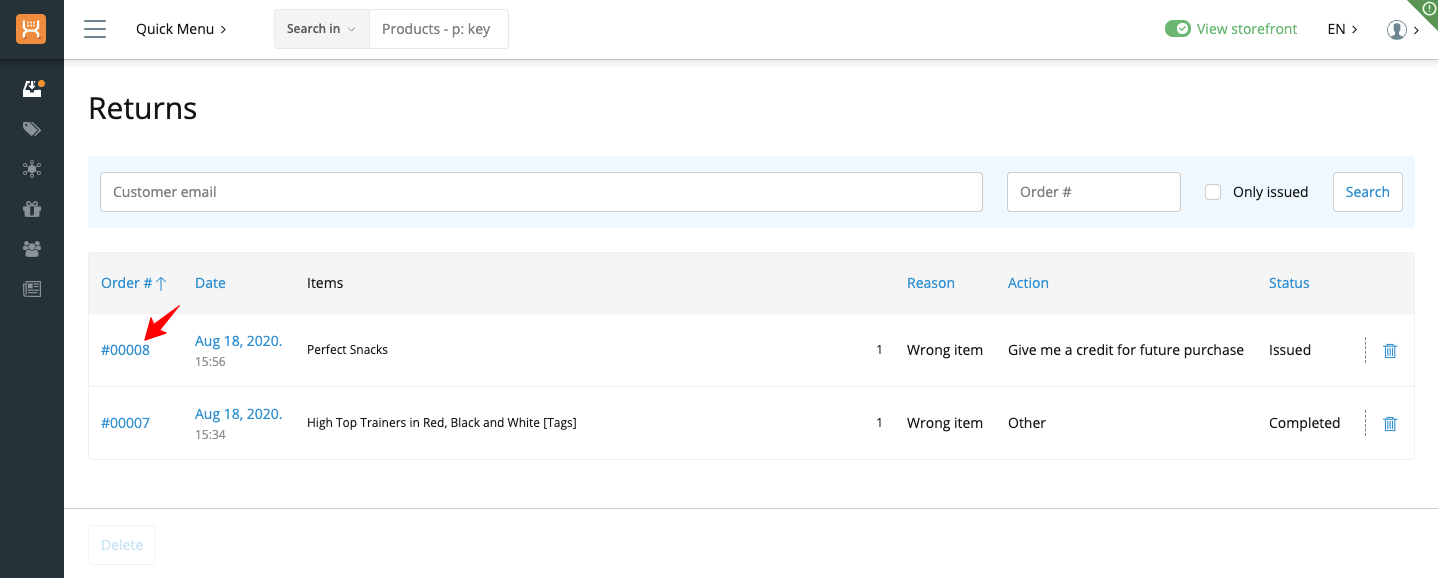 Quick Menu
Search in
Products - p: key
View storefront
EN
Returns
Customer email
Order #
Only issued
Search
Order # Date Items Reason Action Status
#00008 Aug 18, 2020. 15:56 Perfect Snacks 1 Wrong item Give me a credit for future purchase Issued
#00007 Aug 18, 2020. 15:34 High Top Trainers in Red, Black and White [Tags] 1 Wrong item Other Completed
Delete